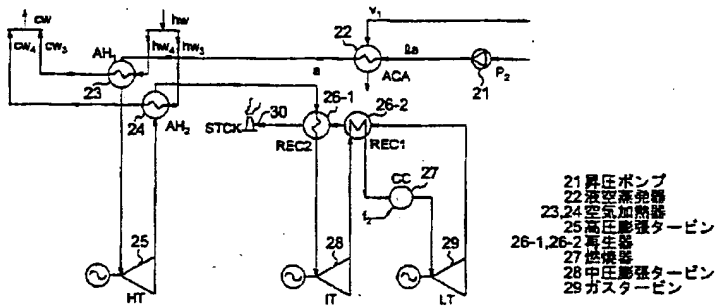 cw
hw
cw₄
cw₃
AH₁
hw₄
hw₃
23
24
AH₂
a
22
v₁
ℓa
ACA
21
P₂
STCK
30
26-1
26-2
REC2
REC1
CC
27
25
HT
28
IT
29
LT
21 昇圧ポンプ
22 液空蒸発器
23,24 空気加熱器
25 高圧膨張タービン
26-1,26-2 再生器
27 燃焼器
28 中圧膨張タービン
29 ガスタービン